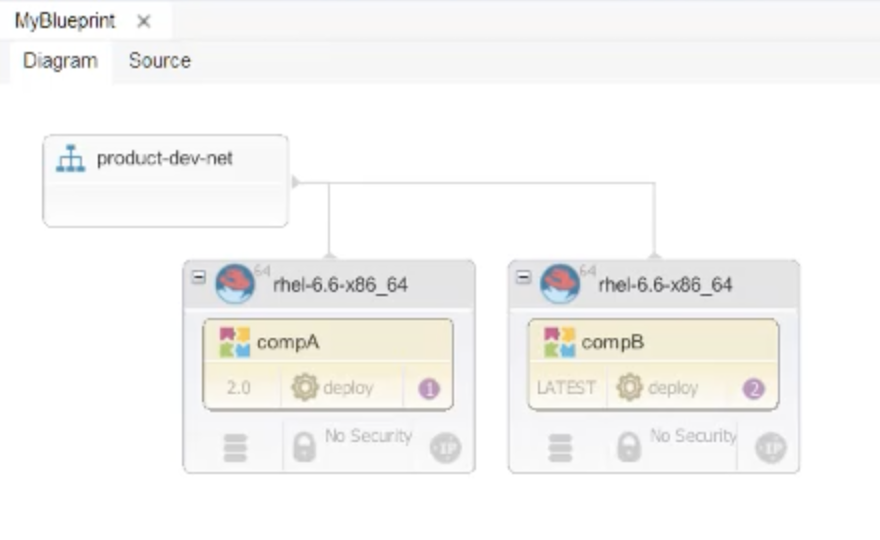 MyBlueprint
Diagram Source
product-dev-net
64 rhel-6.6-x86_64
compA
2.0 deploy 1
No Security
IP
64 rhel-6.6-x86_64
compB
LATEST deploy 2
No Security
IP